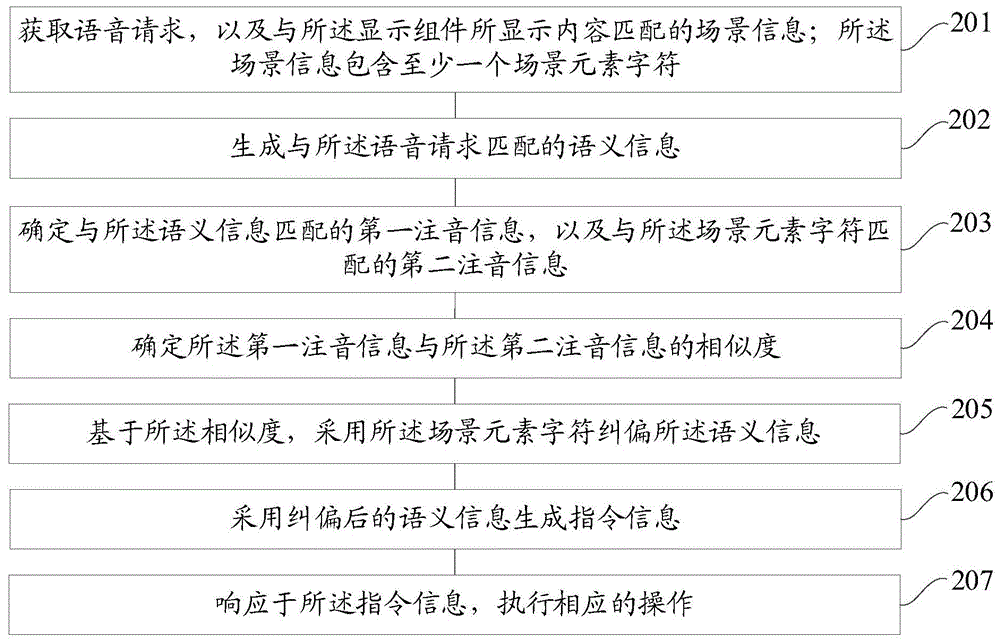 获取语音请求，以及与所述显示组件所显示内容匹配的场景信息；所述
场景信息包含至少一个场景元素字符
201
生成与所述语音请求匹配的语义信息
202
确定与所述语义信息匹配的第一注音信息，以及与所述场景元素字符匹
配的第二注音信息
203
确定所述第一注音信息与所述第二注音信息的相似度
204
基于所述相似度，采用所述场景元素字符纠偏所述语义信息
205
采用纠偏后的语义信息生成指令信息
206
响应于所述指令信息，执行相应的操作
207